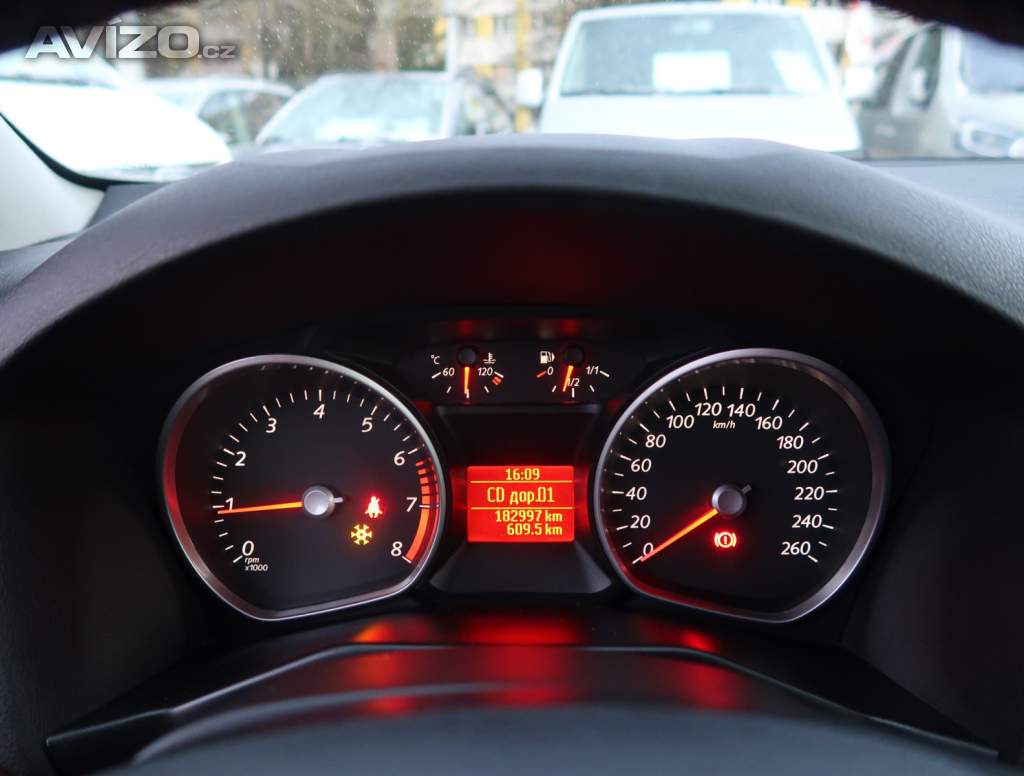 AVÍZO.cz
°C 60 120
0 1/2 1/1
0 1 2 3 4 5 6 7 8
rpm
x1000
16:09
CD дор.01
182997 km
609.5 km
0 20 40 60 80 100 120 140 160 180 200 220 240 260
km/h